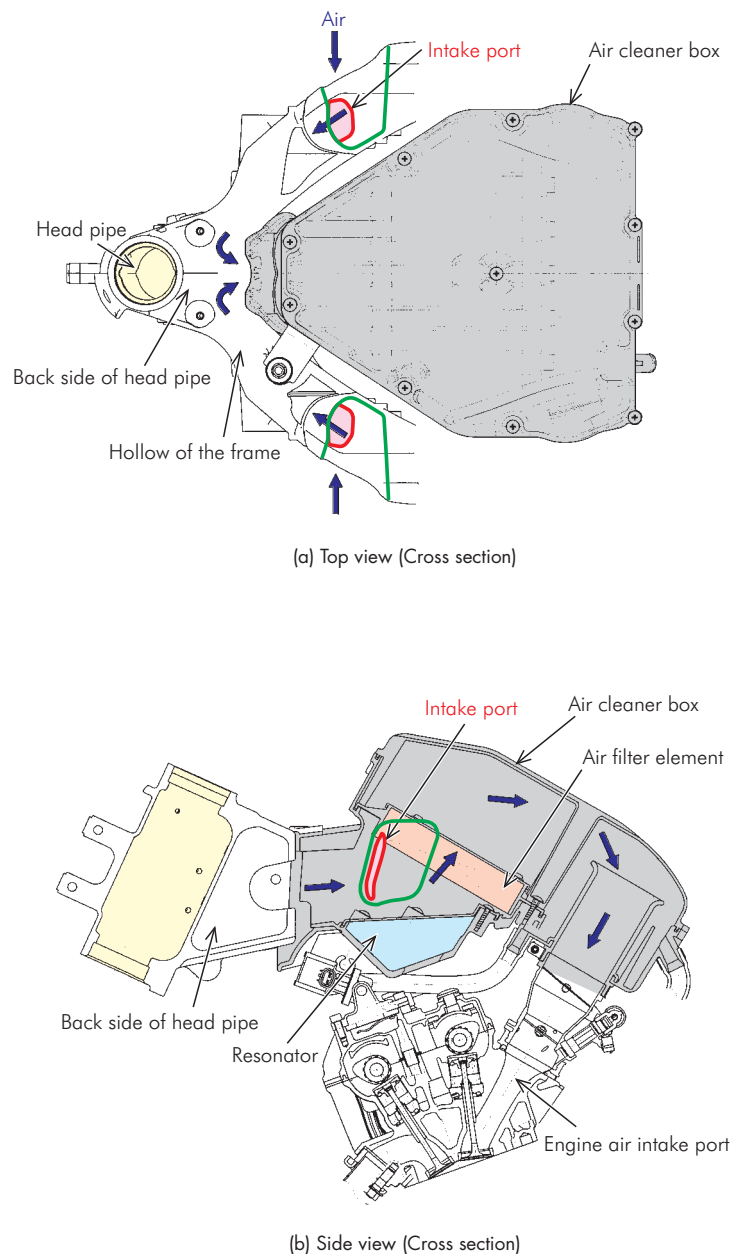 Air
Intake port
Air cleaner box
Head pipe
Back side of head pipe
Hollow of the frame
(a) Top view (Cross section)
Intake port
Air cleaner box
Air filter element
Back side of head pipe
Resonator
Engine air intake port
(b) Side view (Cross section)